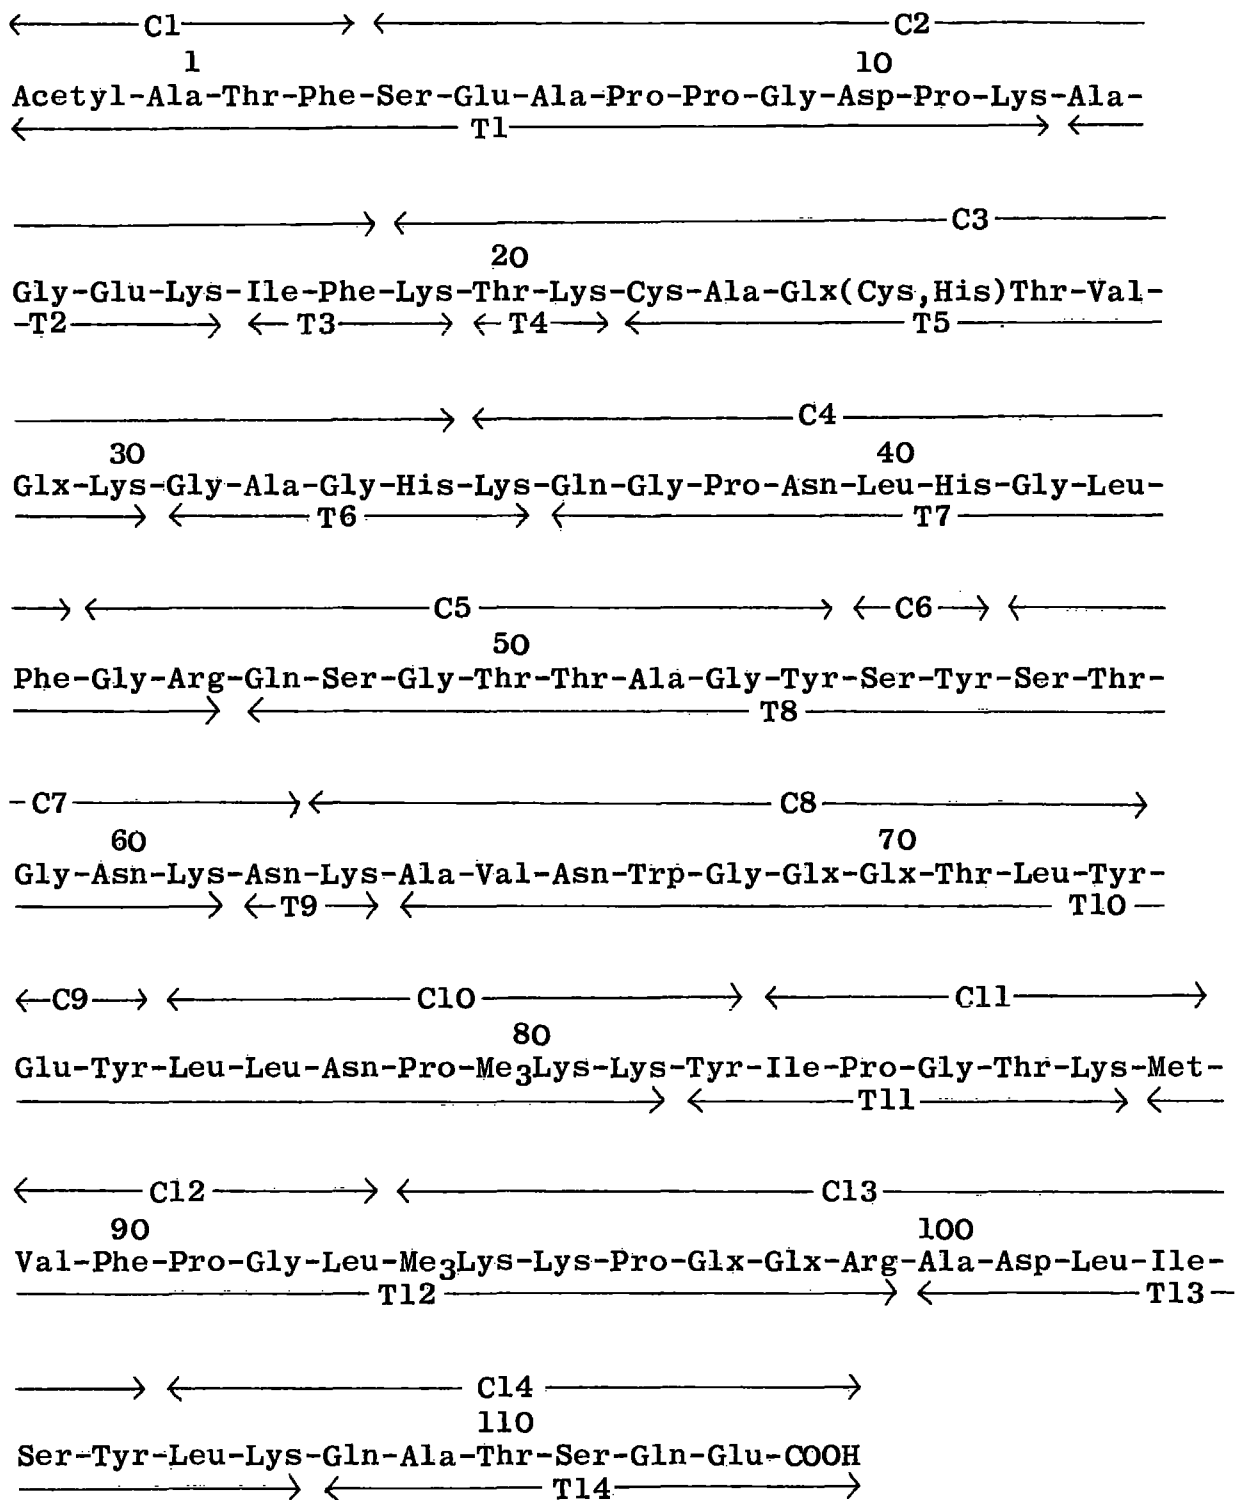 C1 C2
1 10
Acetyl-Ala-Thr-Phe-Ser-Glu-Ala-Pro-Pro-Gly-Asp-Pro-Lys-Ala-
T1
C3
20
Gly-Glu-Lys-Ile-Phe-Lys-Thr-Lys-Cys-Ala-Glx(Cys,His)Thr-Val-
T2 T3 T4 T5
C4
30 40
Glx-Lys-Gly-Ala-Gly-His-Lys-Gln-Gly-Pro-Asn-Leu-His-Gly-Leu-
T6 T7
C5 C6
50
Phe-Gly-Arg-Gln-Ser-Gly-Thr-Thr-Ala-Gly-Tyr-Ser-Tyr-Ser-Thr-
T8
C7 C8
60 70
Gly-Asn-Lys-Asn-Lys-Ala-Val-Asn-Trp-Gly-Glx-Glx-Thr-Leu-Tyr-
T9 T10
C9 C10 C11
80
Glu-Tyr-Leu-Leu-Asn-Pro-Me3Lys-Lys-Tyr-Ile-Pro-Gly-Thr-Lys-Met-
T11
C12 C13
90 100
Val-Phe-Pro-Gly-Leu-Me3Lys-Lys-Pro-Glx-Glx-Arg-Ala-Asp-Leu-Ile-
T12 T13
C14
110
Ser-Tyr-Leu-Lys-Gln-Ala-Thr-Ser-Gln-Glu-COOH
T14